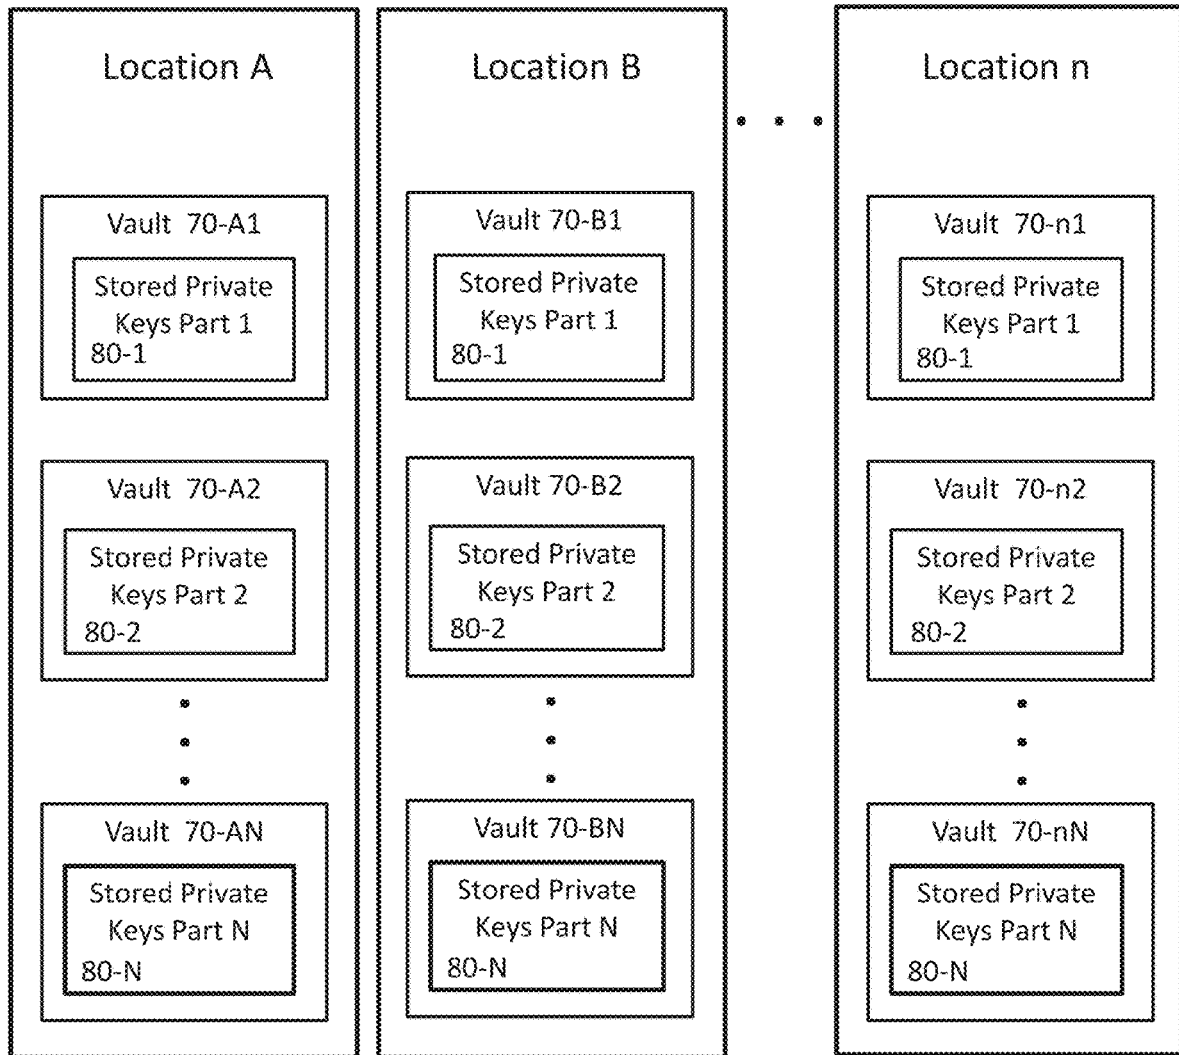 Location A
Vault 70-A1
Stored Private
Keys Part 1
80-1
Vault 70-A2
Stored Private
Keys Part 2
80-2
Vault 70-AN
Stored Private
Keys Part N
80-N
Location B
Vault 70-B1
Stored Private
Keys Part 1
80-1
Vault 70-B2
Stored Private
Keys Part 2
80-2
Vault 70-BN
Stored Private
Keys Part N
80-N
Location n
Vault 70-n1
Stored Private
Keys Part 1
80-1
Vault 70-n2
Stored Private
Keys Part 2
80-2
Vault 70-nN
Stored Private
Keys Part N
80-N